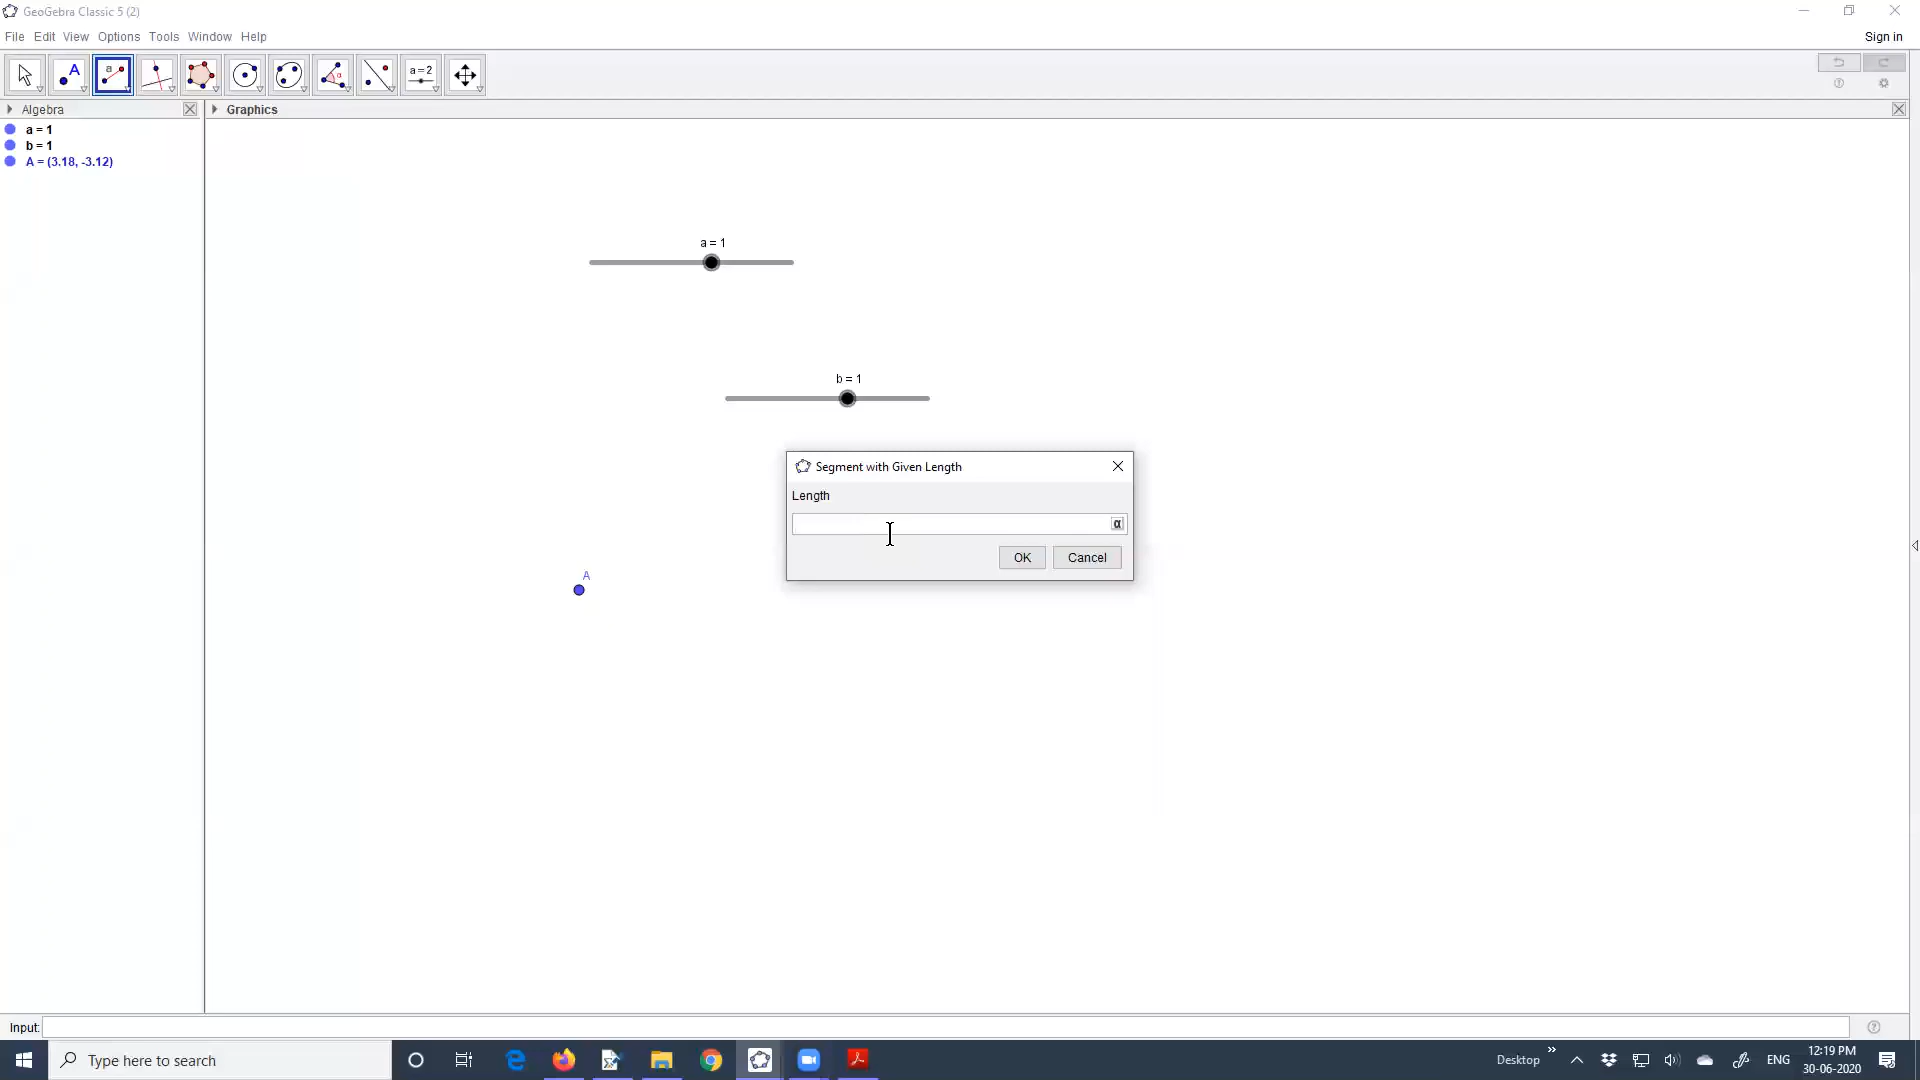 GeoGebra Classic 5 (2)
File Edit View Options Tools Window Help
Sign in
A
a
α
a = 2
Algebra
Graphics
a = 1
b = 1
A = (3.18, -3.12)
a = 1
b = 1
Segment with Given Length
Length
α
OK Cancel
A
Input:
Type here to search
Desktop
ENG
12:19 PM
30-06-2020